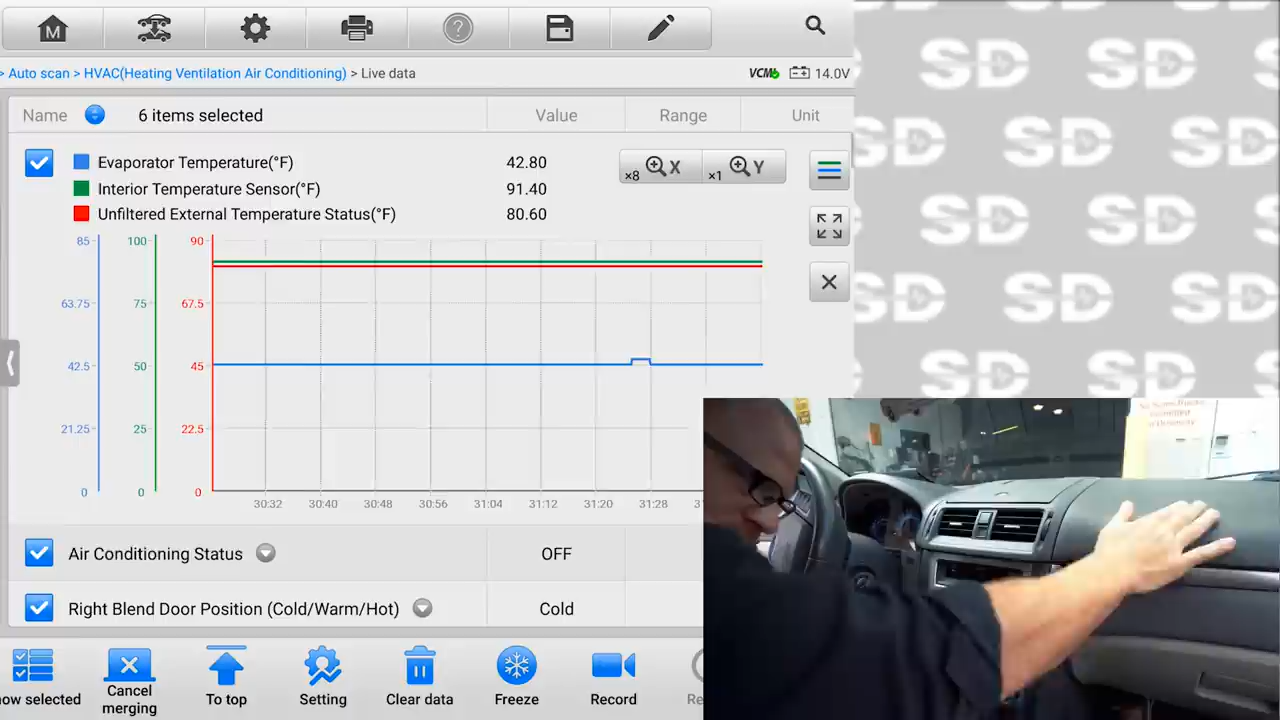 M
?
> Auto scan > HVAC(Heating Ventilation Air Conditioning) > Live data
VCM
14.0V
Name
6 items selected
Value
Range
Unit
Evaporator Temperature(°F)
42.80
Interior Temperature Sensor(°F)
91.40
Unfiltered External Temperature Status(°F)
80.60
×8
X
×1
Y
85
100
90
63.75
75
67.5
42.5
50
45
21.25
25
22.5
0
0
0
30:32
30:40
30:48
30:56
31:04
31:12
31:20
31:28
Air Conditioning Status
OFF
Right Blend Door Position (Cold/Warm/Hot)
Cold
ow selected
Cancel
merging
To top
Setting
Clear data
Freeze
Record
Re
SD SD SD
SD SD SD
SD SD SD
SD SD SD
SD SD SD